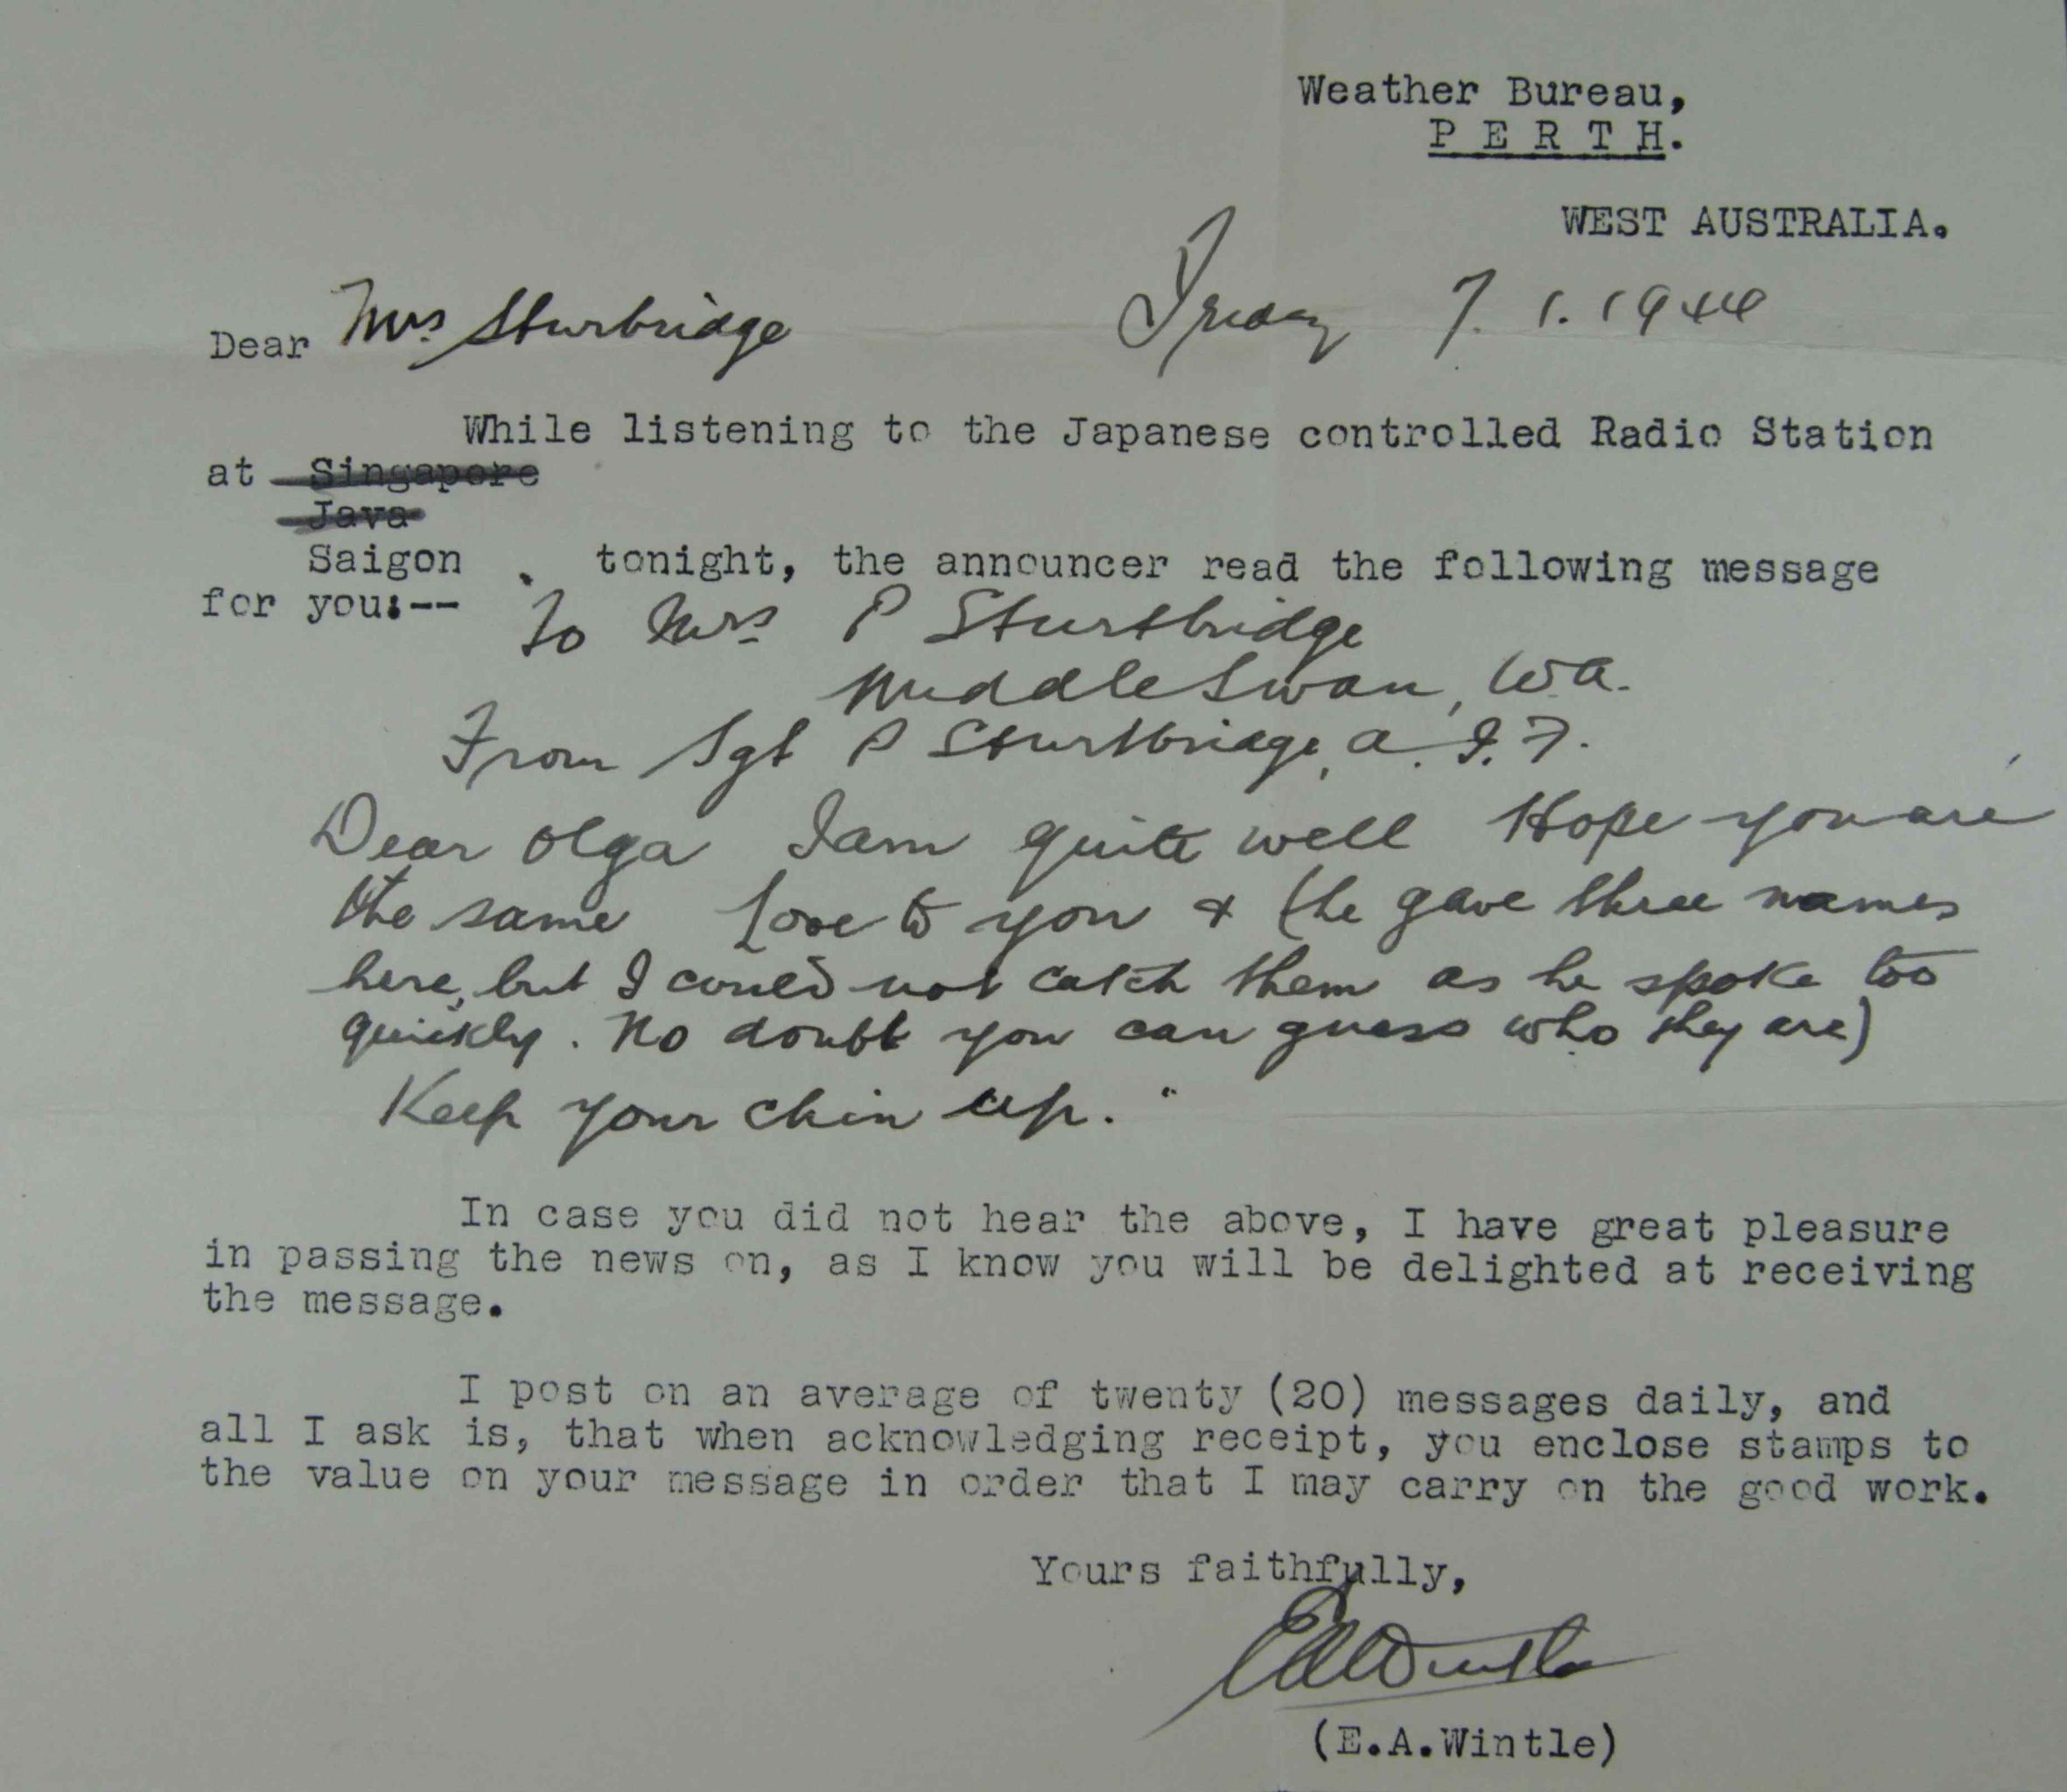 Weather Bureau,
P E R T H.
WEST AUSTRALIA.
Friday 7. 1. 1944
Dear Mrs Sturbridge
While listening to the Japanese controlled Radio Station
at Singapore
Java
Saigon . tonight, the announcer read the following message
for you:--
To Mrs P Sturtbridge
Middle Swan, WA.
From Sgt P Sturtbridge, A. I. F.
Dear Olga I am quite well Hope you are
the same Love to you & (he gave three names
here, but I could not catch them as he spoke too
quickly. No doubt you can guess who they are)
Keep your chin up."
In case you did not hear the above, I have great pleasure
in passing the news on, as I know you will be delighted at receiving
the message.
I post on an average of twenty (20) messages daily, and
all I ask is, that when acknowledging receipt, you enclose stamps to
the value on your message in order that I may carry on the good work.
Yours faithfully,
EAWintle
(E.A.Wintle)